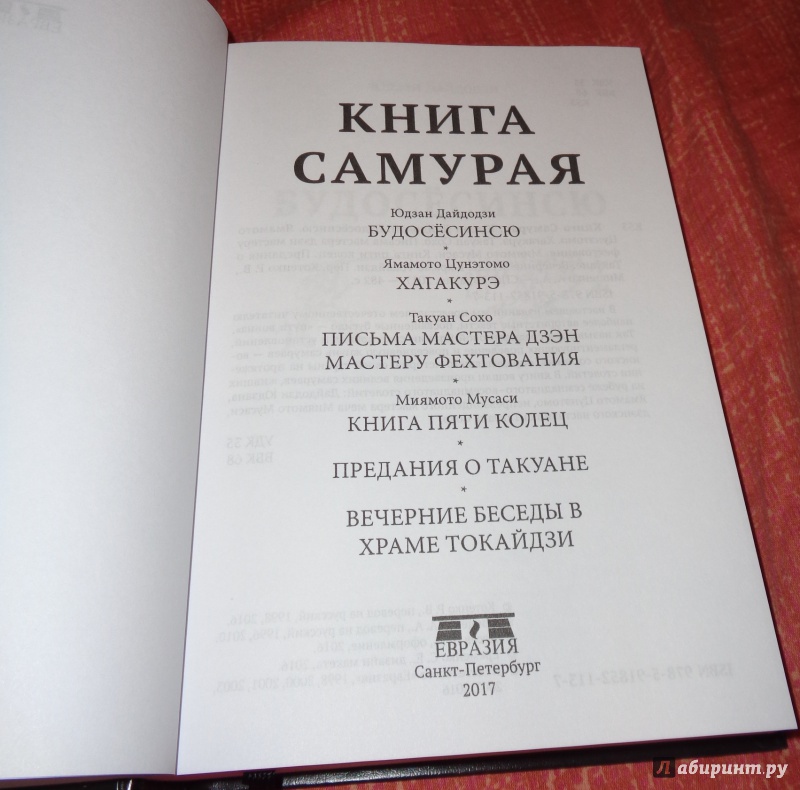 КНИГА
САМУРАЯ
Юдзан Дайдодзи
БУДОСЁСИНСЮ
*
Ямамото Цунэтомо
ХАГАКУРЭ
*
Такуан Сохо
ПИСЬМА МАСТЕРА ДЗЭН
МАСТЕРУ ФЕХТОВАНИЯ
*
Миямото Мусаси
КНИГА ПЯТИ КОЛЕЦ
*
ПРЕДАНИЯ О ТАКУАНЕ
*
ВЕЧЕРНИЕ БЕСЕДЫ В
ХРАМЕ ТОКАЙДЗИ
ЕВРАЗИЯ
Санкт-Петербург
2017
Лабиринт.ру